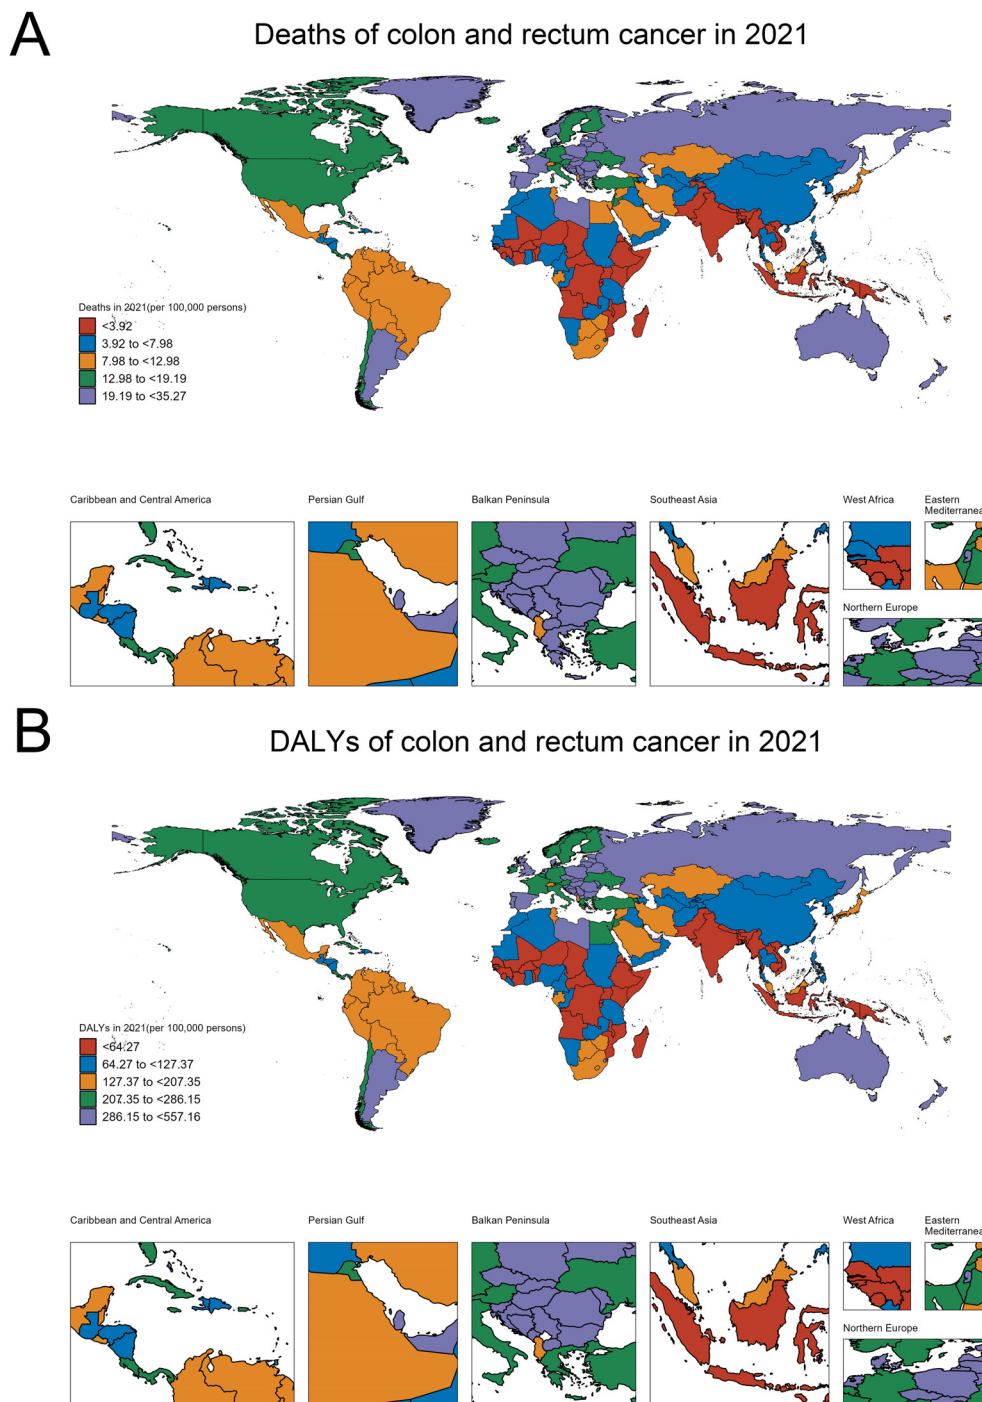 A
Deaths of colon and rectum cancer in 2021
Deaths in 2021(per 100,000 persons)
<3.92
3.92 to <7.98
7.98 to <12.98
12.98 to <19.19
19.19 to <35.27
Caribbean and Central America
Persian Gulf
Balkan Peninsula
Southeast Asia
West Africa
Eastern
Mediterranea
Northern Europe
B
DALYs of colon and rectum cancer in 2021
DALYs in 2021(per 100,000 persons)
<64.27
64.27 to <127.37
127.37 to <207.35
207.35 to <286.15
286.15 to <557.16
Caribbean and Central America
Persian Gulf
Balkan Peninsula
Southeast Asia
West Africa
Eastern
Mediterranea
Northern Europe